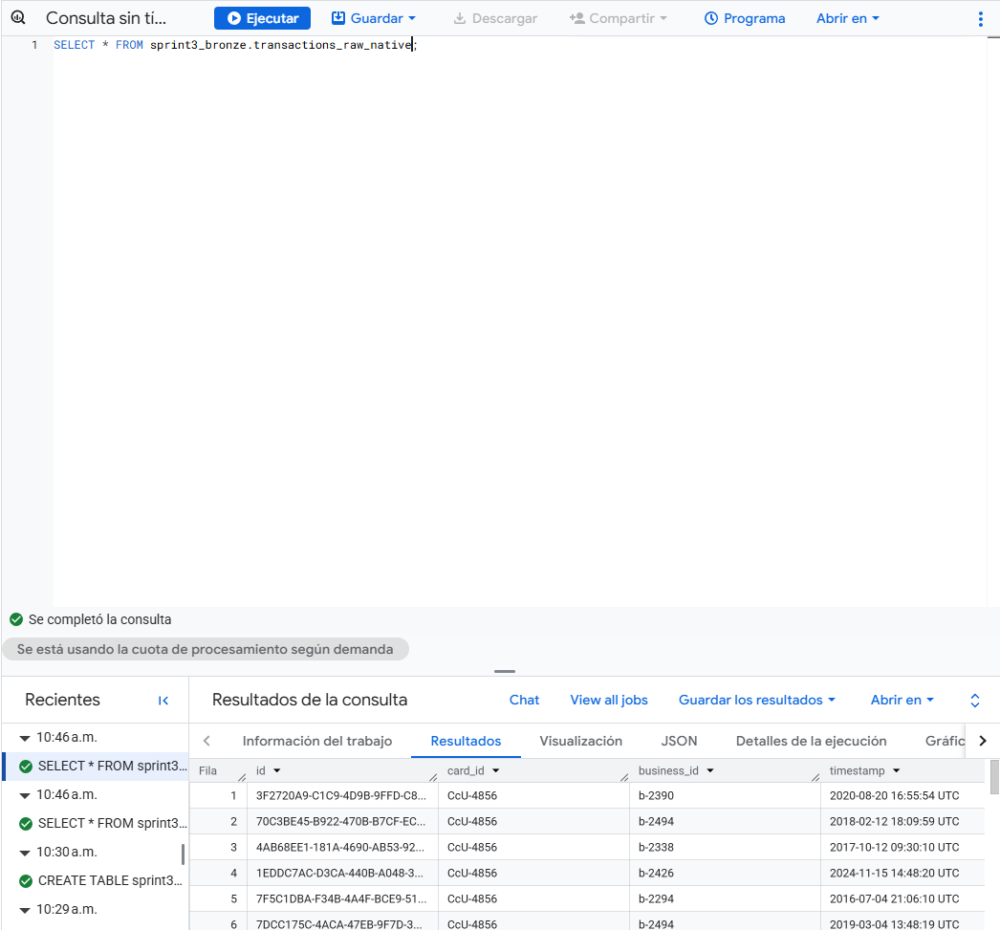 Consulta sin tí... Ejecutar Guardar Descargar Compartir Programa Abrir en
1 SELECT * FROM sprint3_bronze.transactions_raw_native;
Se completó la consulta
Se está usando la cuota de procesamiento según demanda
Recientes
10:46 a.m.
SELECT * FROM sprint3...
10:46 a.m.
SELECT * FROM sprint3...
10:30 a.m.
CREATE TABLE sprint3...
10:29 a.m.
Resultados de la consulta Chat View all jobs Guardar los resultados Abrir en
Información del trabajo Resultados Visualización JSON Detalles de la ejecución Gráfic
Fila id card_id business_id timestamp
1 3F2720A9-C1C9-4D9B-9FFD-C8... CcU-4856 b-2390 2020-08-20 16:55:54 UTC
2 70C3BE45-B922-470B-B7CF-EC... CcU-4856 b-2494 2018-02-12 18:09:59 UTC
3 4AB68EE1-181A-4690-AB53-92... CcU-4856 b-2338 2017-10-12 09:30:10 UTC
4 1EDDC7AC-D3CA-440B-A048-3... CcU-4856 b-2426 2024-11-15 14:48:20 UTC
5 7F5C1DBA-F34B-4A4F-BCE9-51... CcU-4856 b-2294 2016-07-04 21:06:10 UTC
6 7DCC175C-4ACA-47EB-9F7D-3... CcU-4856 b-2494 2019-03-04 13:48:19 UTC